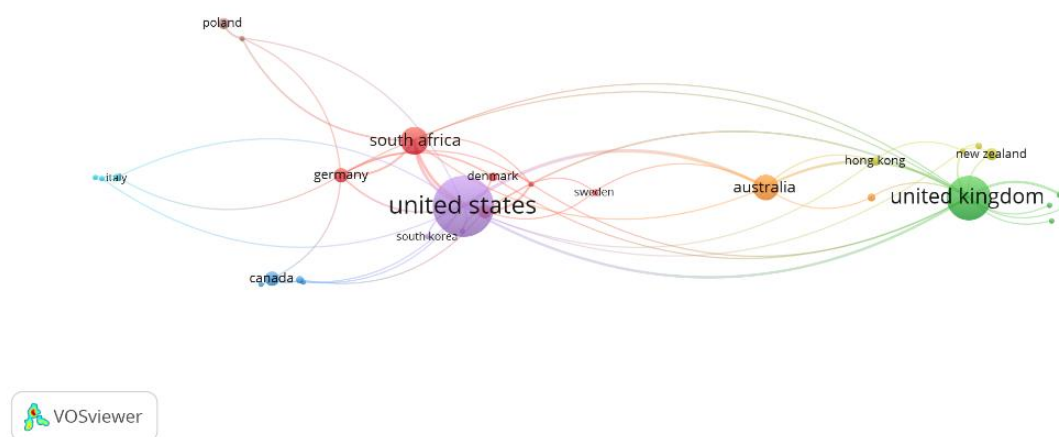 poland
south africa
italy
germany
denmark
sweden
united states
south korea
canada
australia
hong kong
new zealand
united kingdom
VOSviewer